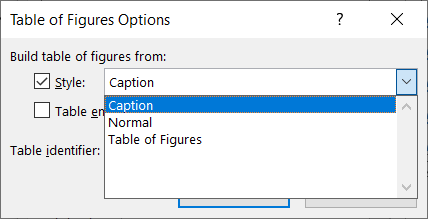 Table of Figures Options
Build table of figures from:
Style: Caption
Caption
Table en
Normal
Table of Figures
Table identifier: